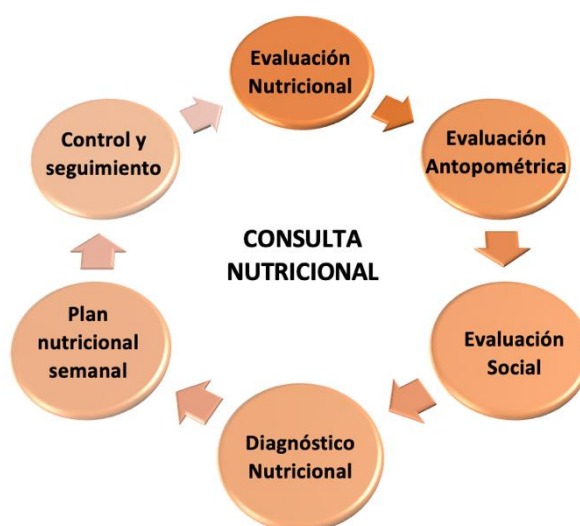 Evaluación
Nutricional
Evaluación
Antopométrica
Evaluación
Social
Diagnóstico
Nutricional
Plan
nutricional
semanal
Control y
seguimiento
CONSULTA
NUTRICIONAL